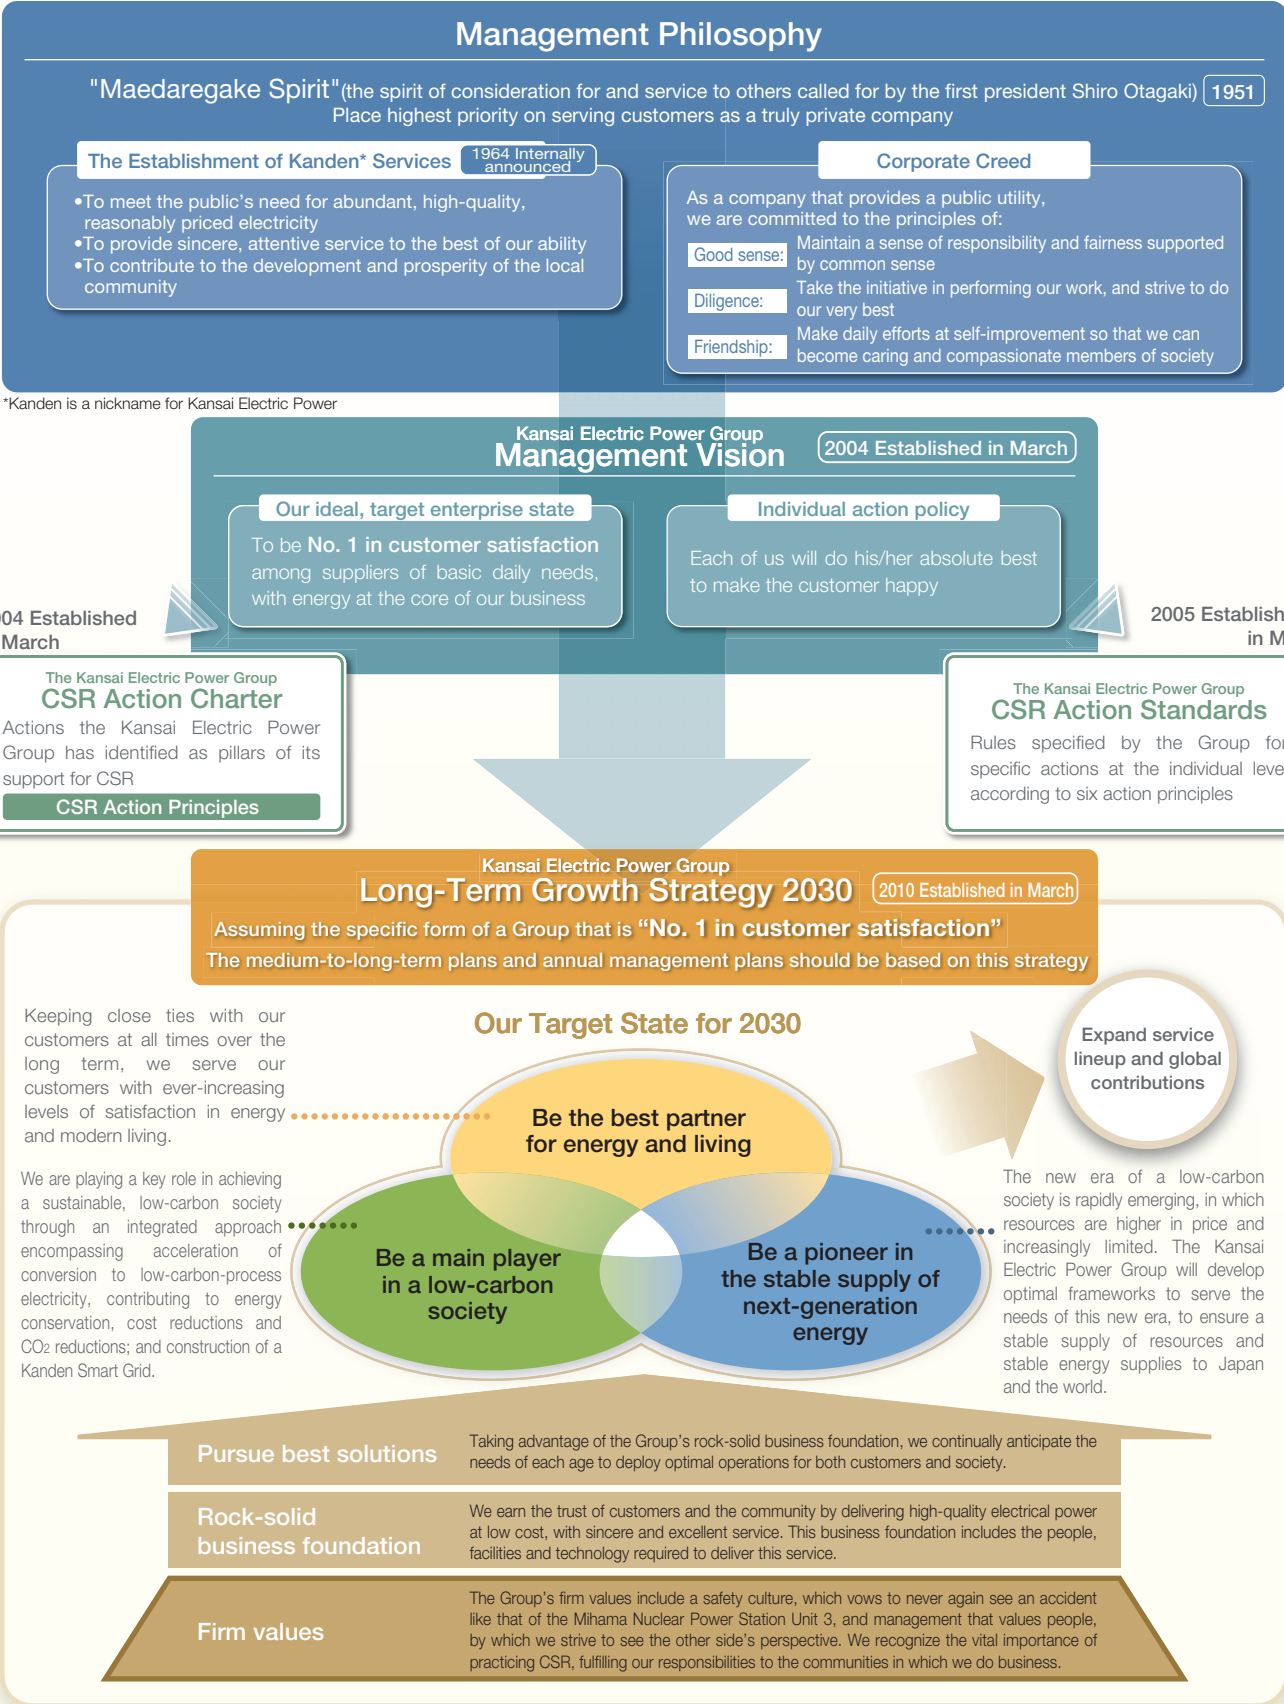 Management Philosophy
"Maedaregake Spirit"(the spirit of consideration for and service to others called for by the first president Shiro Otagaki) 1951
Place highest priority on serving customers as a truly private company
The Establishment of Kanden* Services 1964 Internally
announced
•To meet the public's need for abundant, high-quality,
reasonably priced electricity
•To provide sincere, attentive service to the best of our ability
•To contribute to the development and prosperity of the local
community
Corporate Creed
As a company that provides a public utility,
we are committed to the principles of:
Good sense: Maintain a sense of responsibility and fairness supported
by common sense
Diligence: Take the initiative in performing our work, and strive to do
our very best
Friendship: Make daily efforts at self-improvement so that we can
become caring and compassionate members of society
*Kanden is a nickname for Kansai Electric Power
Kansai Electric Power Group
Management Vision 2004 Established in March
Our ideal, target enterprise state
To be No. 1 in customer satisfaction
among suppliers of basic daily needs,
with energy at the core of our business
Individual action policy
Each of us will do his/her absolute best
to make the customer happy
04 Established
March
The Kansai Electric Power Group
CSR Action Charter
Actions the Kansai Electric Power
Group has identified as pillars of its
support for CSR
CSR Action Principles
2005 Establish
in M
The Kansai Electric Power Group
CSR Action Standards
Rules specified by the Group for
specific actions at the individual leve
according to six action principles
Kansai Electric Power Group
Long-Term Growth Strategy 2030 2010 Established in March
Assuming the specific form of a Group that is “No. 1 in customer satisfaction”
The medium-to-long-term plans and annual management plans should be based on this strategy
Keeping close ties with our
customers at all times over the
long term, we serve our
customers with ever-increasing
levels of satisfaction in energy
and modern living.
We are playing a key role in achieving
a sustainable, low-carbon society
through an integrated approach
encompassing acceleration of
conversion to low-carbon-process
electricity, contributing to energy
conservation, cost reductions and
CO2 reductions; and construction of a
Kanden Smart Grid.
Our Target State for 2030
Be the best partner
for energy and living
Be a main player
in a low-carbon
society
Be a pioneer in
the stable supply of
next-generation
energy
Expand service
lineup and global
contributions
The new era of a low-carbon
society is rapidly emerging, in which
resources are higher in price and
increasingly limited. The Kansai
Electric Power Group will develop
optimal frameworks to serve the
needs of this new era, to ensure a
stable supply of resources and
stable energy supplies to Japan
and the world.
Pursue best solutions
Taking advantage of the Group's rock-solid business foundation, we continually anticipate the
needs of each age to deploy optimal operations for both customers and society.
Rock-solid
business foundation
We earn the trust of customers and the community by delivering high-quality electrical power
at low cost, with sincere and excellent service. This business foundation includes the people,
facilities and technology required to deliver this service.
Firm values
The Group's firm values include a safety culture, which vows to never again see an accident
like that of the Mihama Nuclear Power Station Unit 3, and management that values people,
by which we strive to see the other side's perspective. We recognize the vital importance of
practicing CSR, fulfilling our responsibilities to the communities in which we do business.